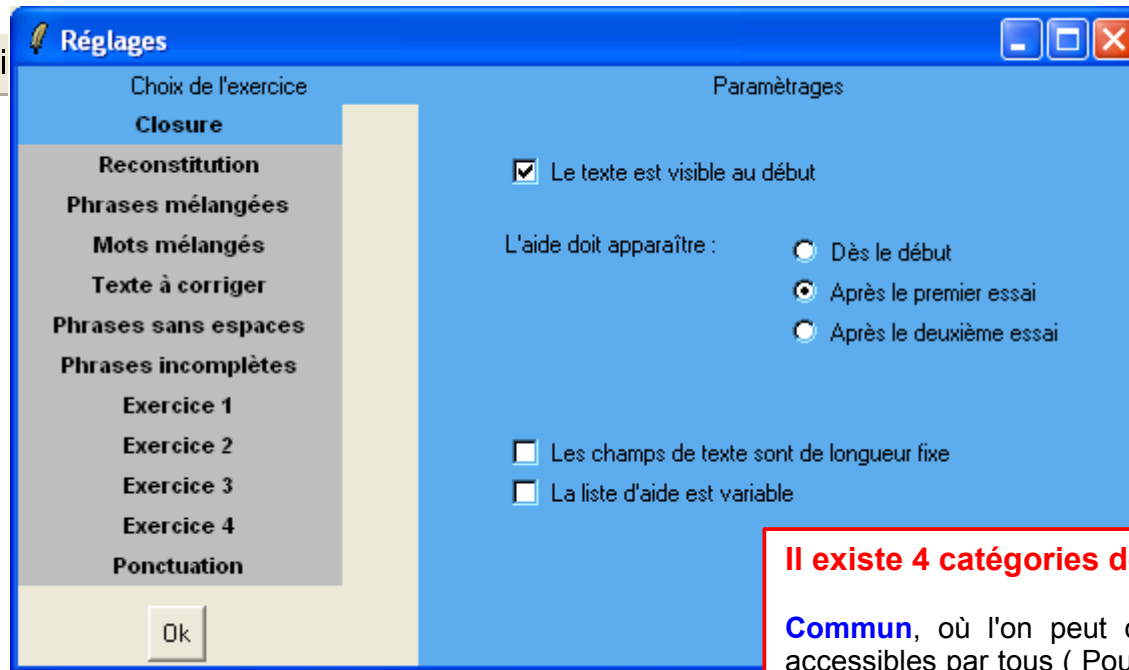 Réglages
i
Choix de l'exercice
Paramètrages
Closure
Reconstitution
Phrases mélangées
Mots mélangés
Texte à corriger
Phrases sans espaces
Phrases incomplètes
Exercice 1
Exercice 2
Exercice 3
Exercice 4
Ponctuation
Ok
Le texte est visible au début
L'aide doit apparaître :
Dès le début
Après le premier essai
Après le deuxième essai
Les champs de texte sont de longueur fixe
La liste d'aide est variable
Il existe 4 catégories d
Commun, où l'on peut
accessibles par tous ( Pou